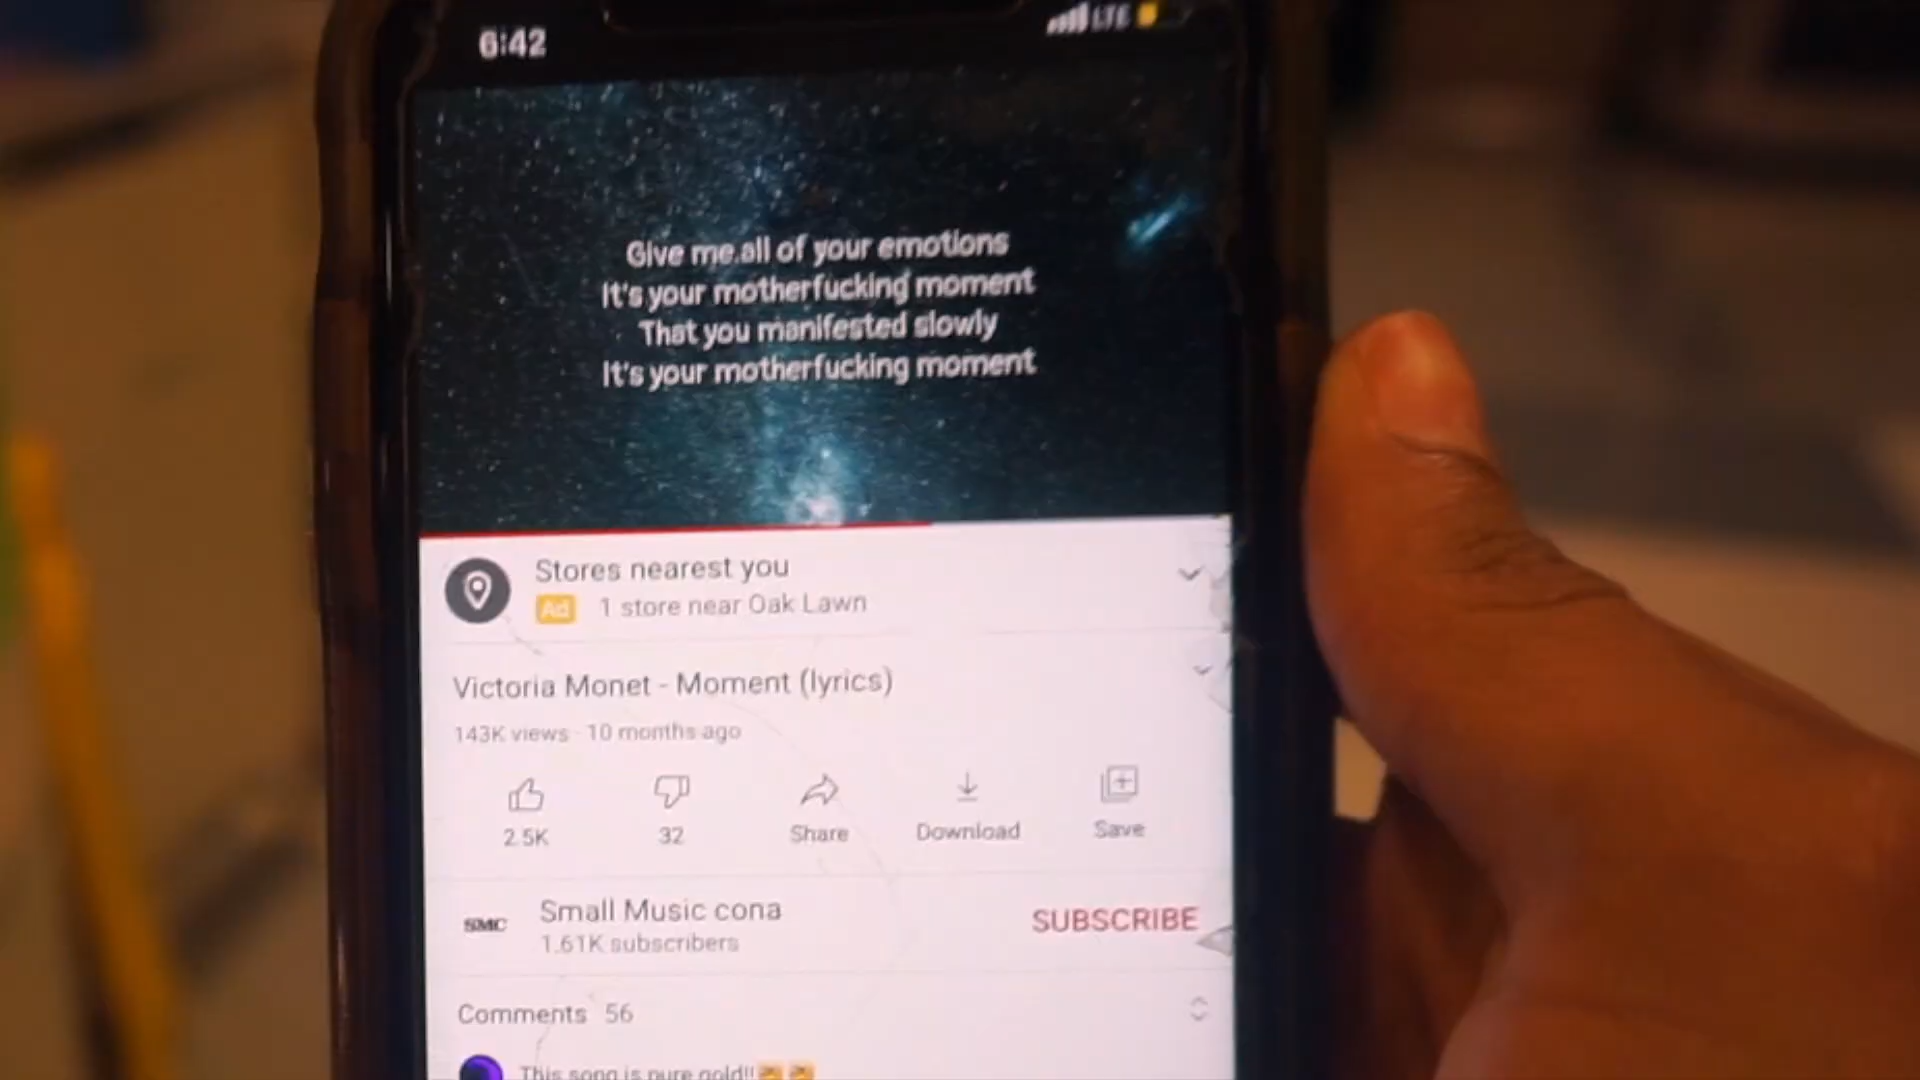 6:42
LTE
Give me all of your emotions
It's your motherfucking moment
That you manifested slowly
It's your motherfucking moment
Stores nearest you
Ad 1 store near Oak Lawn
Victoria Monet - Moment (lyrics)
143K views · 10 months ago
2.5K 32 Share Download Save
SMC
Small Music cona
1.61K subscribers
SUBSCRIBE
Comments 56
This song is pure gold!!